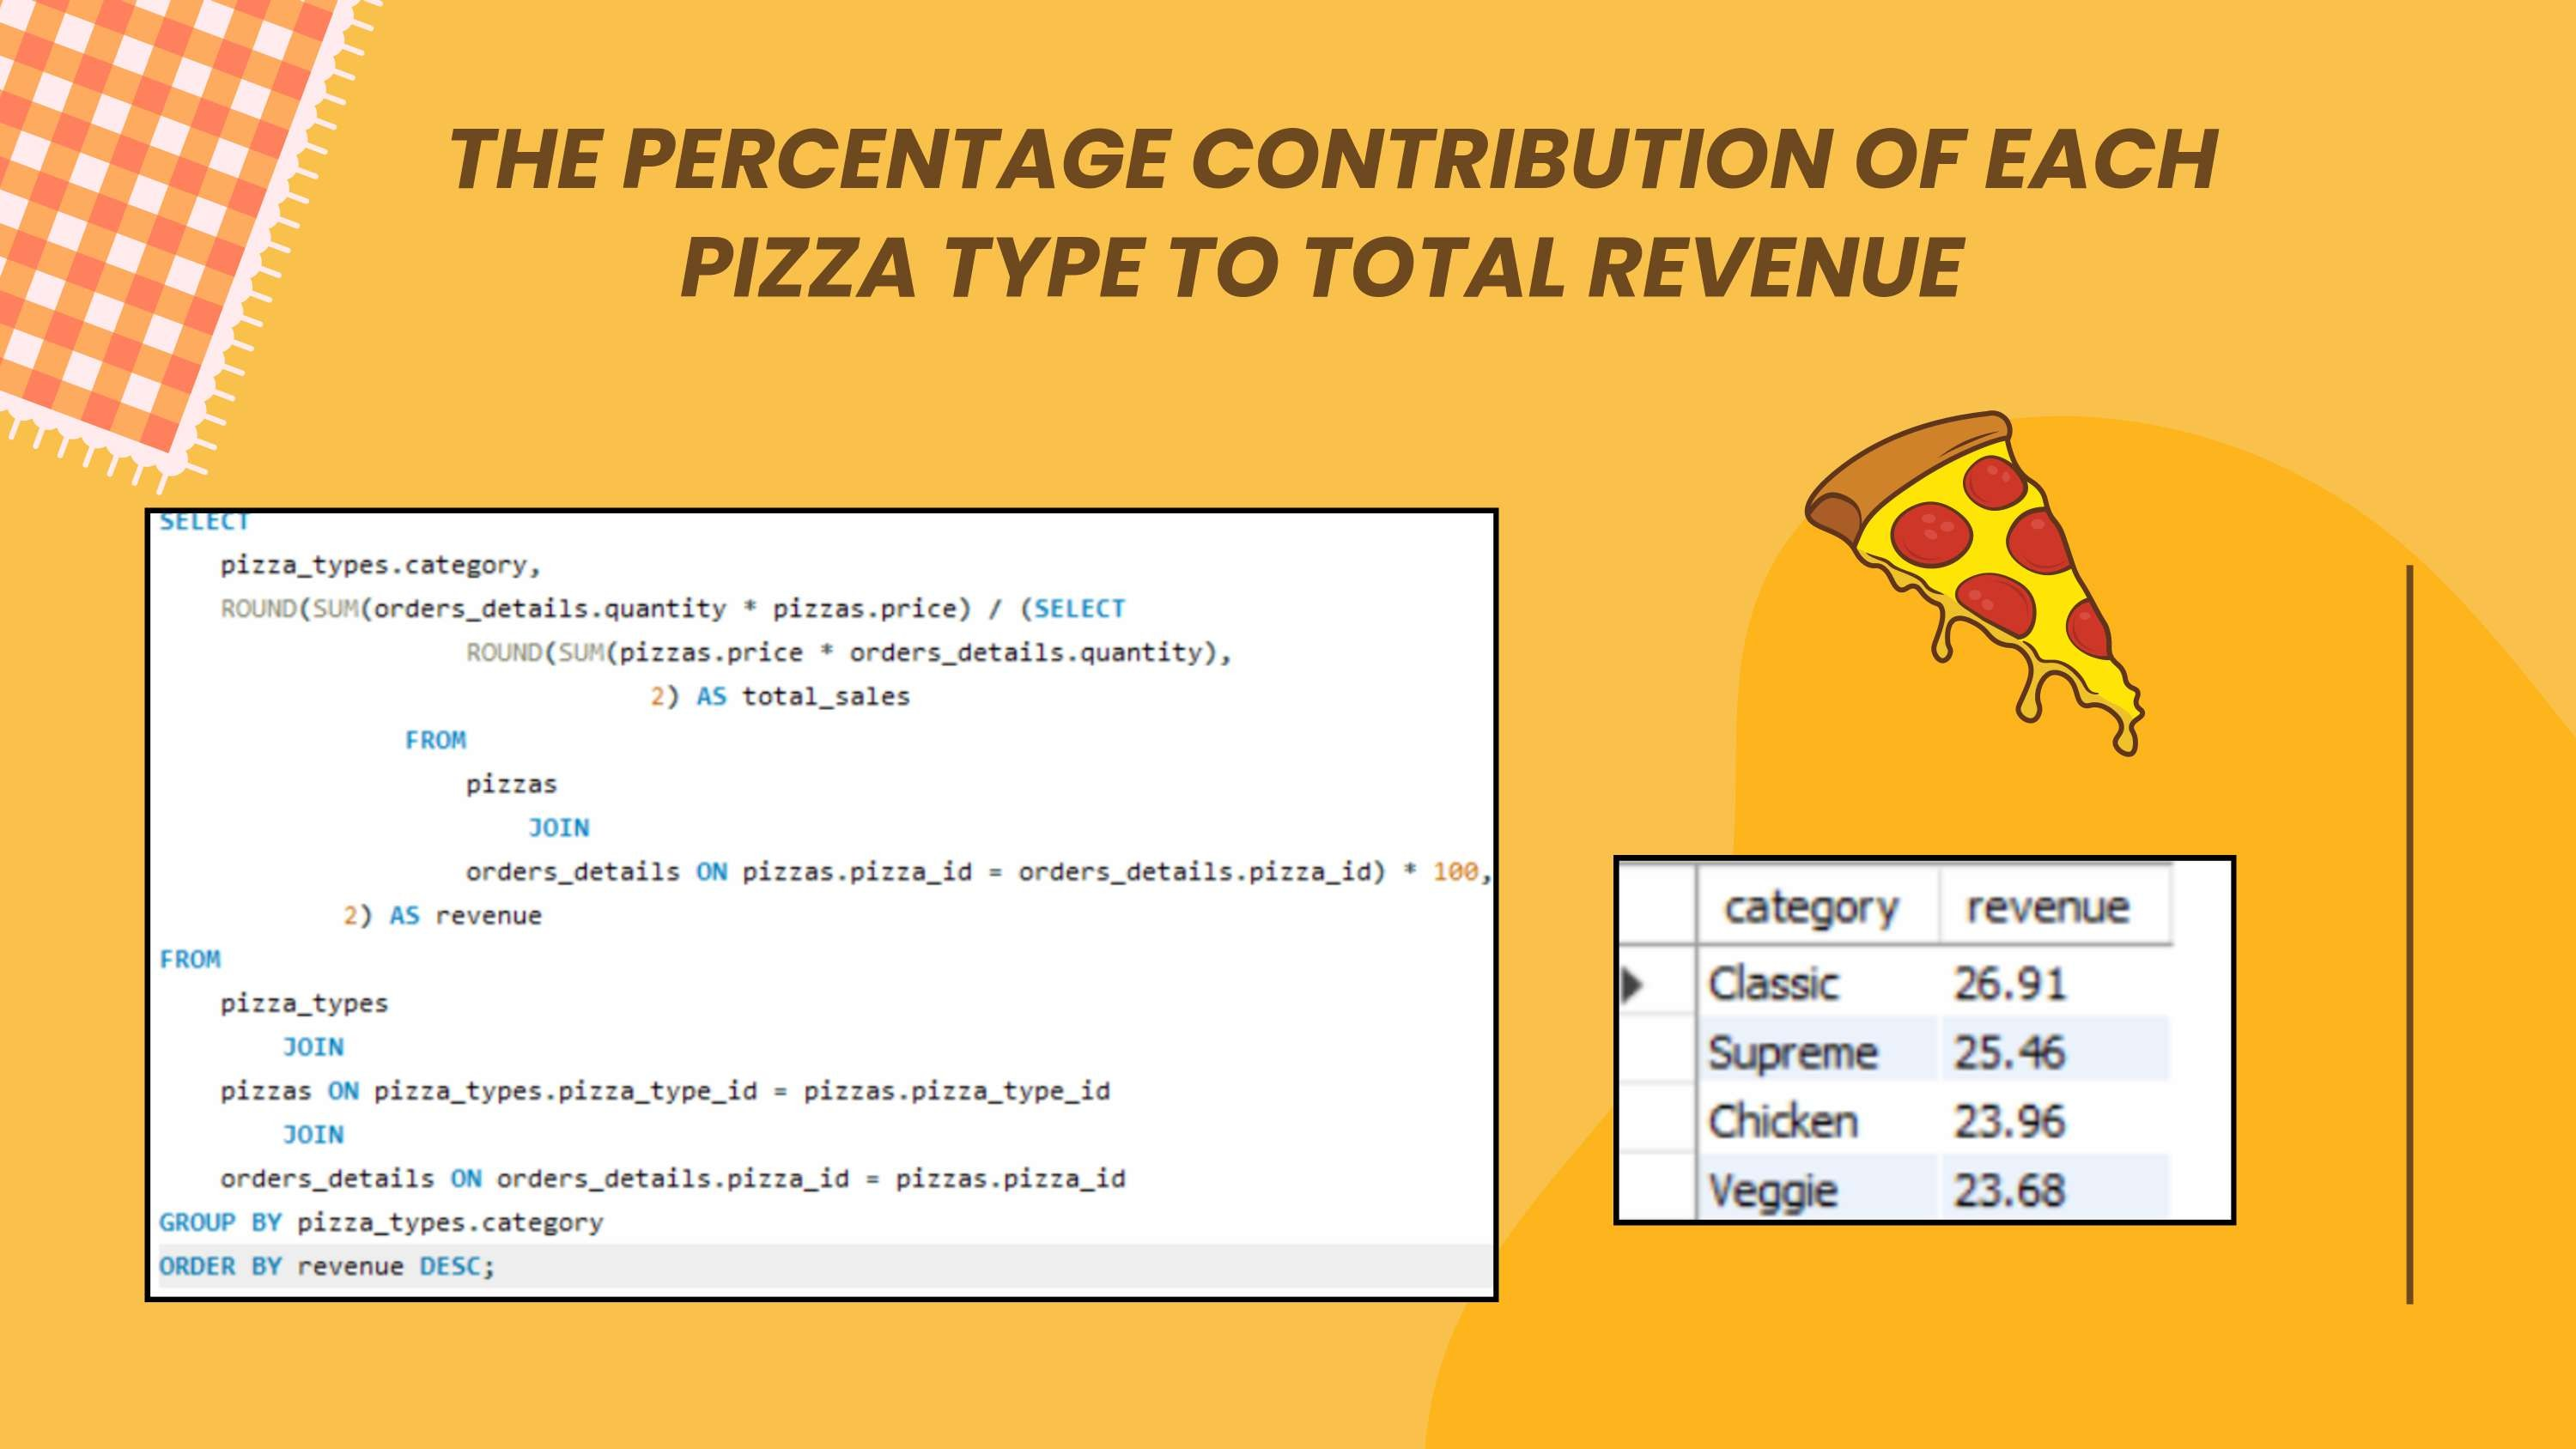 THE PERCENTAGE CONTRIBUTION OF EACH
PIZZA TYPE TO TOTAL REVENUE
SELECT
pizza_types.category,
ROUND(SUM(orders_details.quantity * pizzas.price) / (SELECT
ROUND(SUM(pizzas.price * orders_details.quantity),
2) AS total_sales
FROM
pizzas
JOIN
orders_details ON pizzas.pizza_id = orders_details.pizza_id) * 100,
2) AS revenue
FROM
pizza_types
JOIN
pizzas ON pizza_types.pizza_type_id = pizzas.pizza_type_id
JOIN
orders_details ON orders_details.pizza_id = pizzas.pizza_id
GROUP BY pizza_types.category
ORDER BY revenue DESC;
category revenue
Classic 26.91
Supreme 25.46
Chicken 23.96
Veggie 23.68